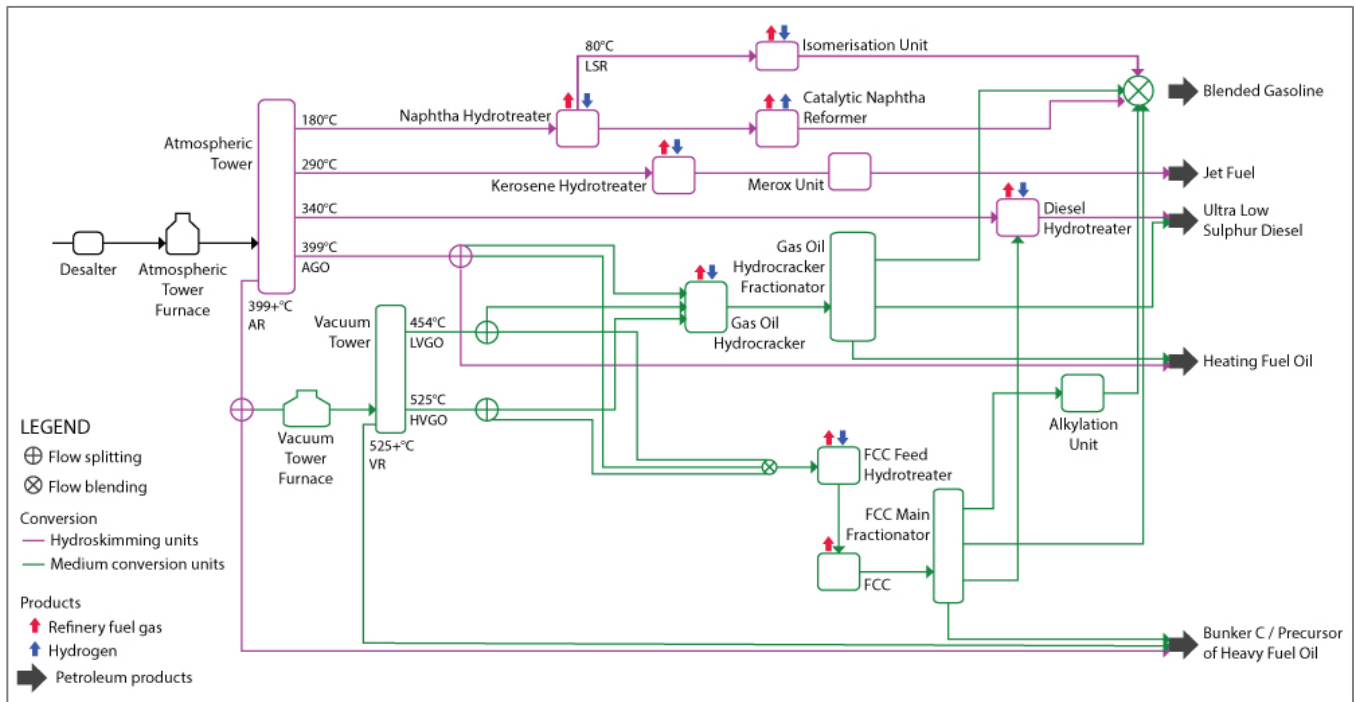 80°C
LSR
Isomerisation Unit
Blended Gasoline
Naphtha Hydrotreater
Catalytic Naphtha
Reformer
Atmospheric
Tower
180°C
290°C
Kerosene Hydrotreater
Merox Unit
Jet Fuel
340°C
Diesel
Hydrotreater
Ultra Low
Sulphur Diesel
399°C
AGO
Desalter
Atmospheric
Tower
Furnace
399+°C
AR
Gas Oil
Hydrocracker
Fractionator
Gas Oil
Hydrocracker
Vacuum
Tower
454°C
LVGO
Heating Fuel Oil
525°C
HVGO
Alkylation
Unit
Vacuum
Tower
Furnace
525+°C
VR
FCC Feed
Hydrotreater
FCC Main
Fractionator
FCC
Bunker C / Precursor
of Heavy Fuel Oil
LEGEND
Flow splitting
Flow blending
Conversion
Hydroskimming units
Medium conversion units
Products
Refinery fuel gas
Hydrogen
Petroleum products